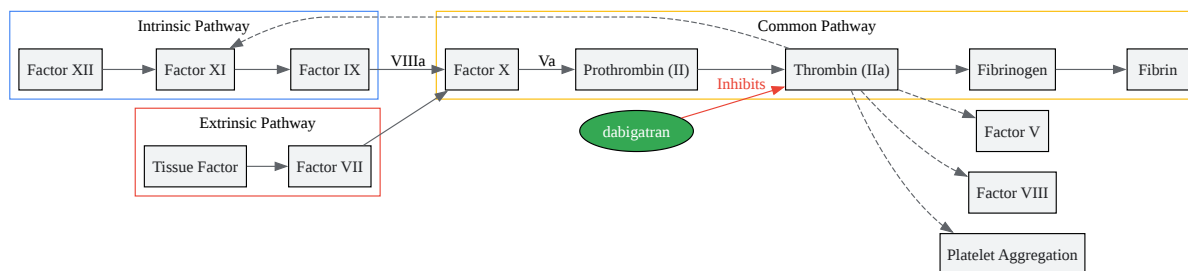 Intrinsic Pathway
Common Pathway
Factor XII
Factor XI
Factor IX
VIIIa
Factor X
Va
Prothrombin (II)
Thrombin (IIa)
Fibrinogen
Fibrin
Inhibits
Extrinsic Pathway
dabigatran
Factor V
Tissue Factor
Factor VII
Factor VIII
Platelet Aggregation